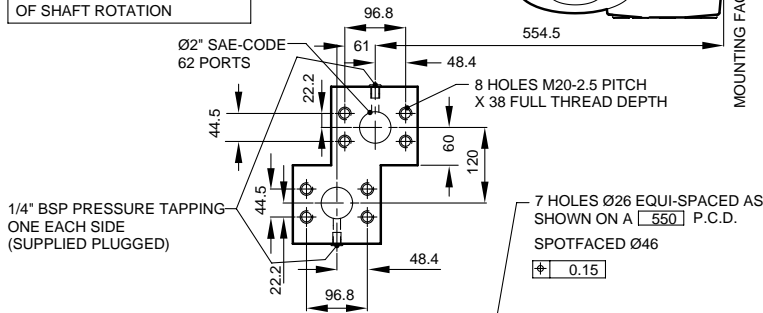 OF SHAFT ROTATION
96.8
554.5
Ø2" SAE-CODE
62 PORTS
61
48.4
MOUNTING FAC
22.2
8 HOLES M20-2.5 PITCH
X 38 FULL THREAD DEPTH
44.5
60
120
1/4" BSP PRESSURE TAPPING
ONE EACH SIDE
(SUPPLIED PLUGGED)
44.5
7 HOLES Ø26 EQUI-SPACED AS
SHOWN ON A 550 P.C.D.
SPOTFACED Ø46
0.15
22.2
48.4
96.8